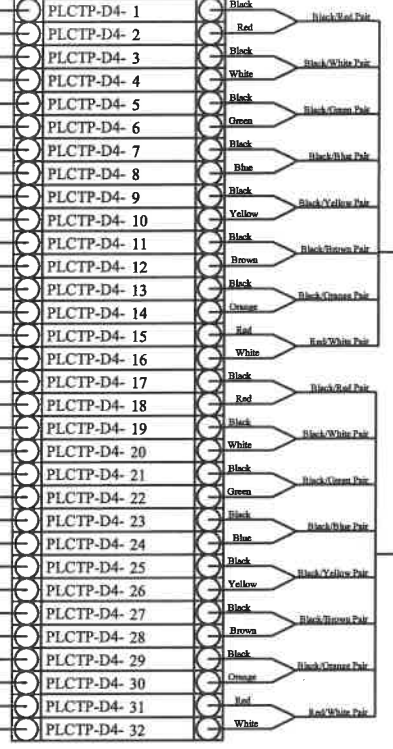 PLCTP-D4- 1 Black
Black/Red Pair
PLCTP-D4- 2 Red
PLCTP-D4- 3 Black
Black/White Pair
PLCTP-D4- 4 White
PLCTP-D4- 5 Black
Black/Green Pair
PLCTP-D4- 6 Green
PLCTP-D4- 7 Black
Black/Blue Pair
PLCTP-D4- 8 Blue
PLCTP-D4- 9 Black
Black/Yellow Pair
PLCTP-D4- 10 Yellow
PLCTP-D4- 11 Black
Black/Brown Pair
PLCTP-D4- 12 Brown
PLCTP-D4- 13 Black
Black/Orange Pair
PLCTP-D4- 14 Orange
PLCTP-D4- 15 Red
Red/White Pair
PLCTP-D4- 16 White
PLCTP-D4- 17 Black
Black/Red Pair
PLCTP-D4- 18 Red
PLCTP-D4- 19 Black
Black/White Pair
PLCTP-D4- 20 White
PLCTP-D4- 21 Black
Black/Green Pair
PLCTP-D4- 22 Green
PLCTP-D4- 23 Black
Black/Blue Pair
PLCTP-D4- 24 Blue
PLCTP-D4- 25 Black
Black/Yellow Pair
PLCTP-D4- 26 Yellow
PLCTP-D4- 27 Black
Black/Brown Pair
PLCTP-D4- 28 Brown
PLCTP-D4- 29 Black
Black/Orange Pair
PLCTP-D4- 30 Orange
PLCTP-D4- 31 Red
Red/White Pair
PLCTP-D4- 32 White